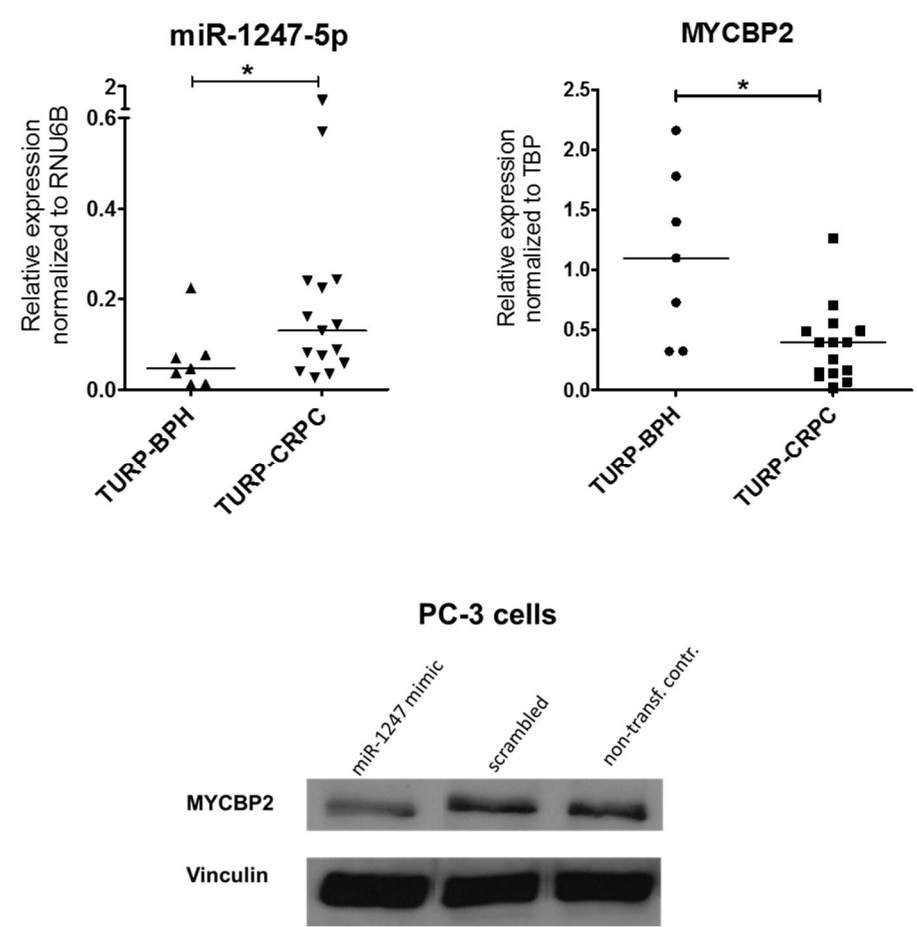 miR-1247-5p
*
Relative expression
normalized to RNU6B
2
0.6
0.4
0.2
0.0
TURP-BPH
TURP-CRPC
MYCBP2
*
Relative expression
normalized to TBP
2.5
2.0
1.5
1.0
0.5
0.0
TURP-BPH
TURP-CRPC
PC-3 cells
miR-1247 mimic
scrambled
non-transf. contr.
MYCBP2
Vinculin